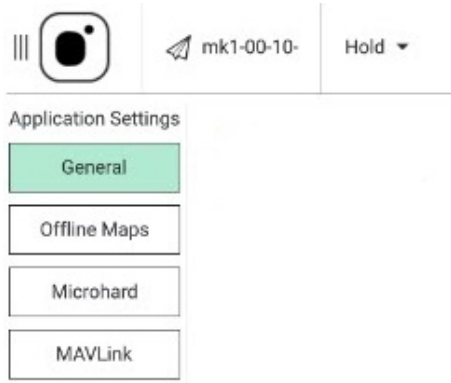 mk1-00-10-
Hold
Application Settings
General
Offline Maps
Microhard
MAVLink